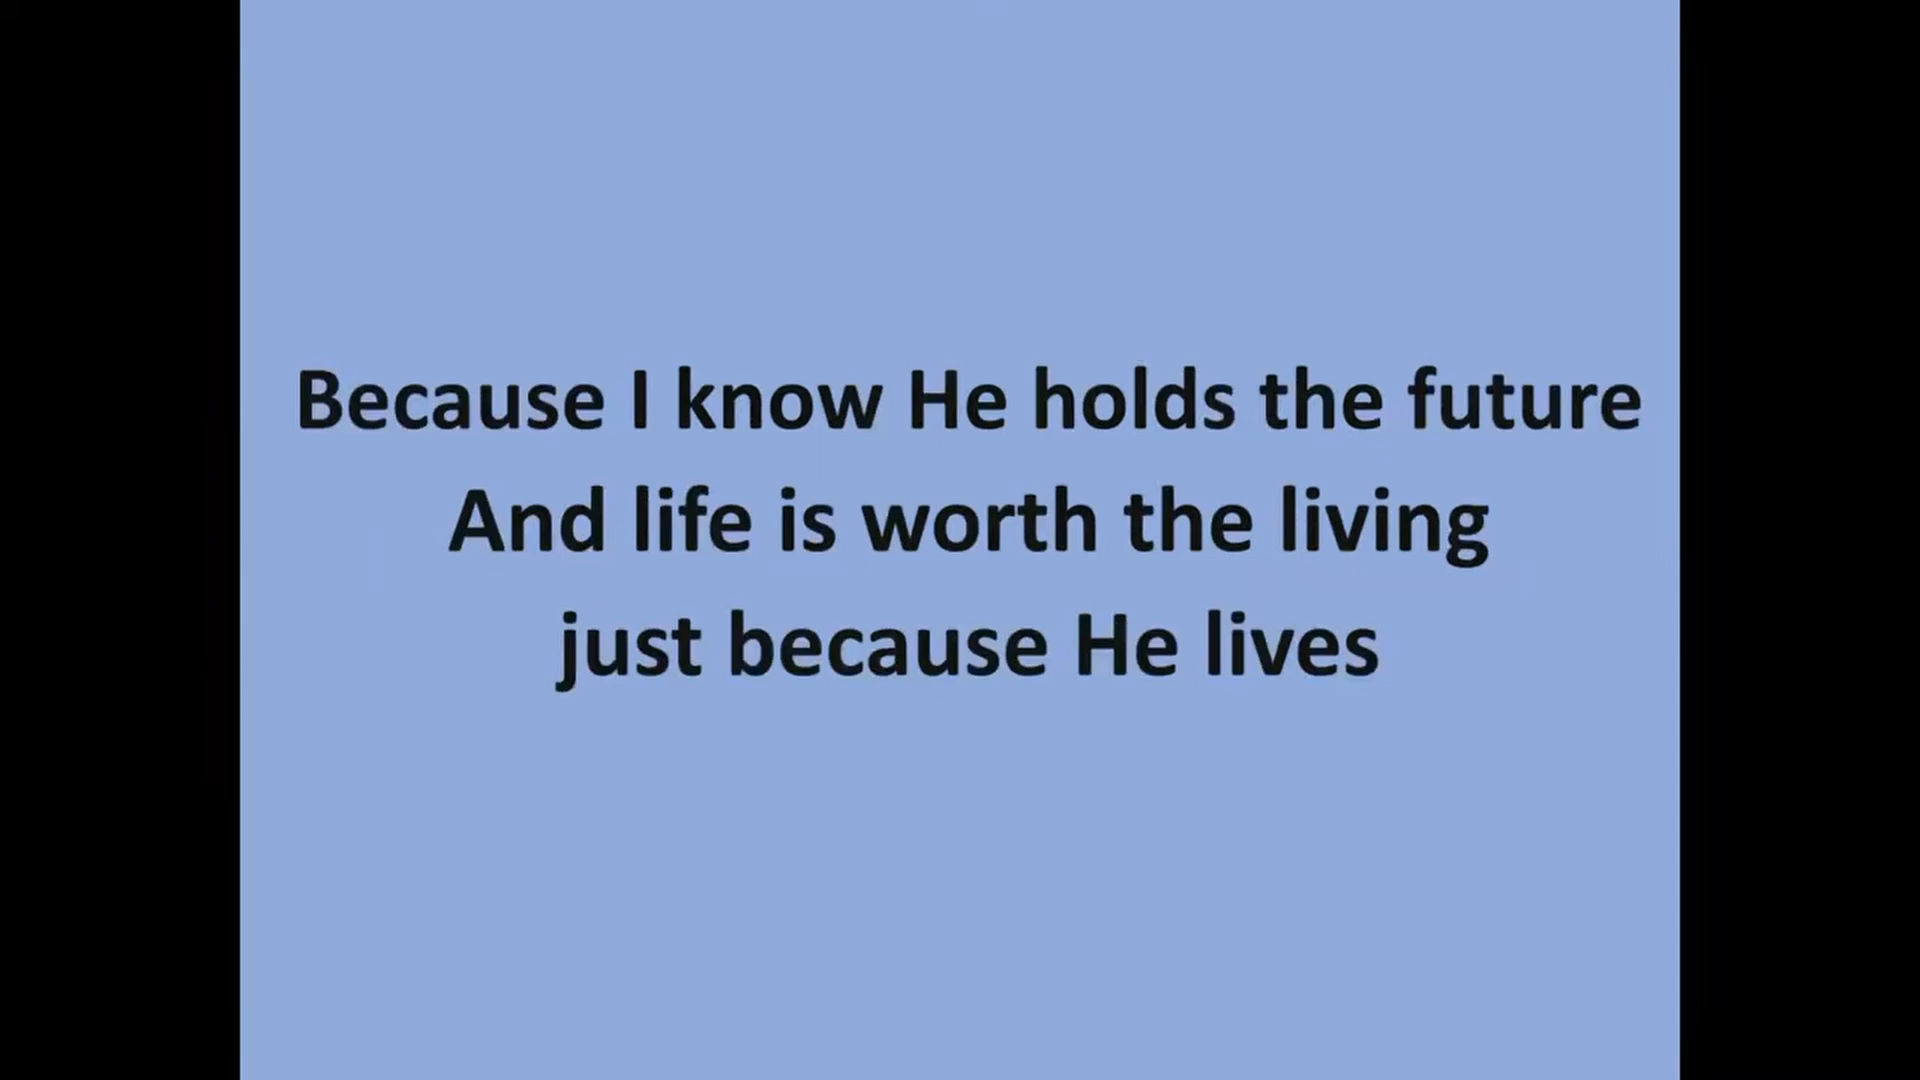 Because I know He holds the future
And life is worth the living
just because He lives